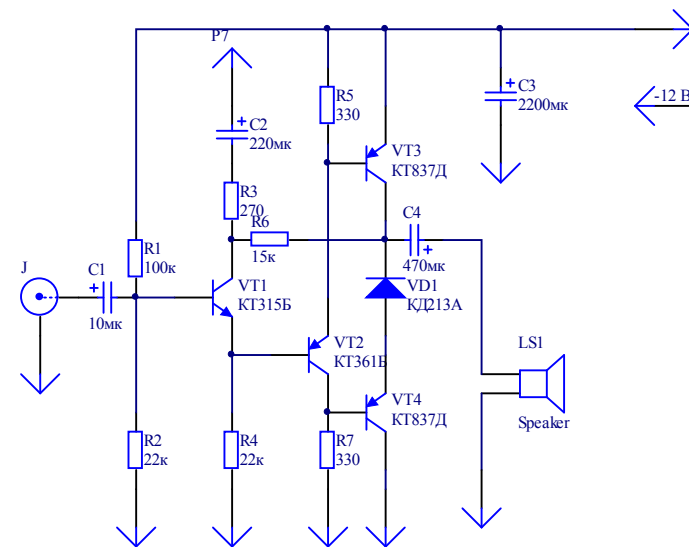 P7
R5
330
C3
2200мк
-12 В
C2
220мк
VT3
КТ837Д
R3
270
R6
15к
C4
470мк
R1
100к
J
C1
10мк
VT1
КТ315Б
VD1
КД213А
VT2
КТ361Б
LS1
VT4
КТ837Д
Speaker
R2
22к
R4
22к
R7
330